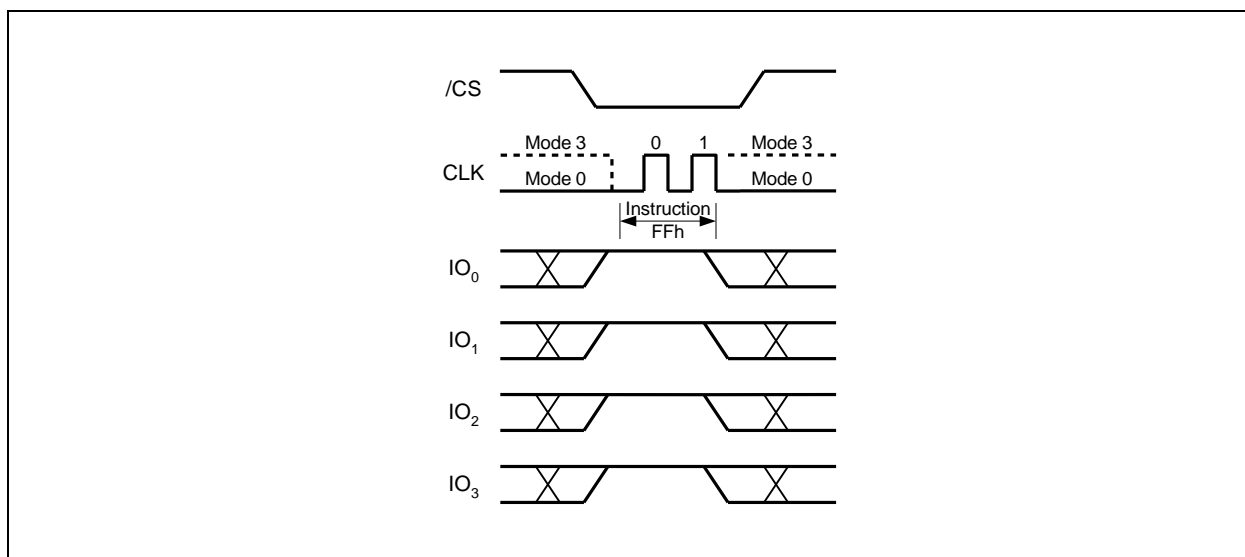 /CS
Mode 3 0 1 Mode 3
CLK
Mode 0 Mode 0
Instruction
FFh
IO0
IO1
IO2
IO3